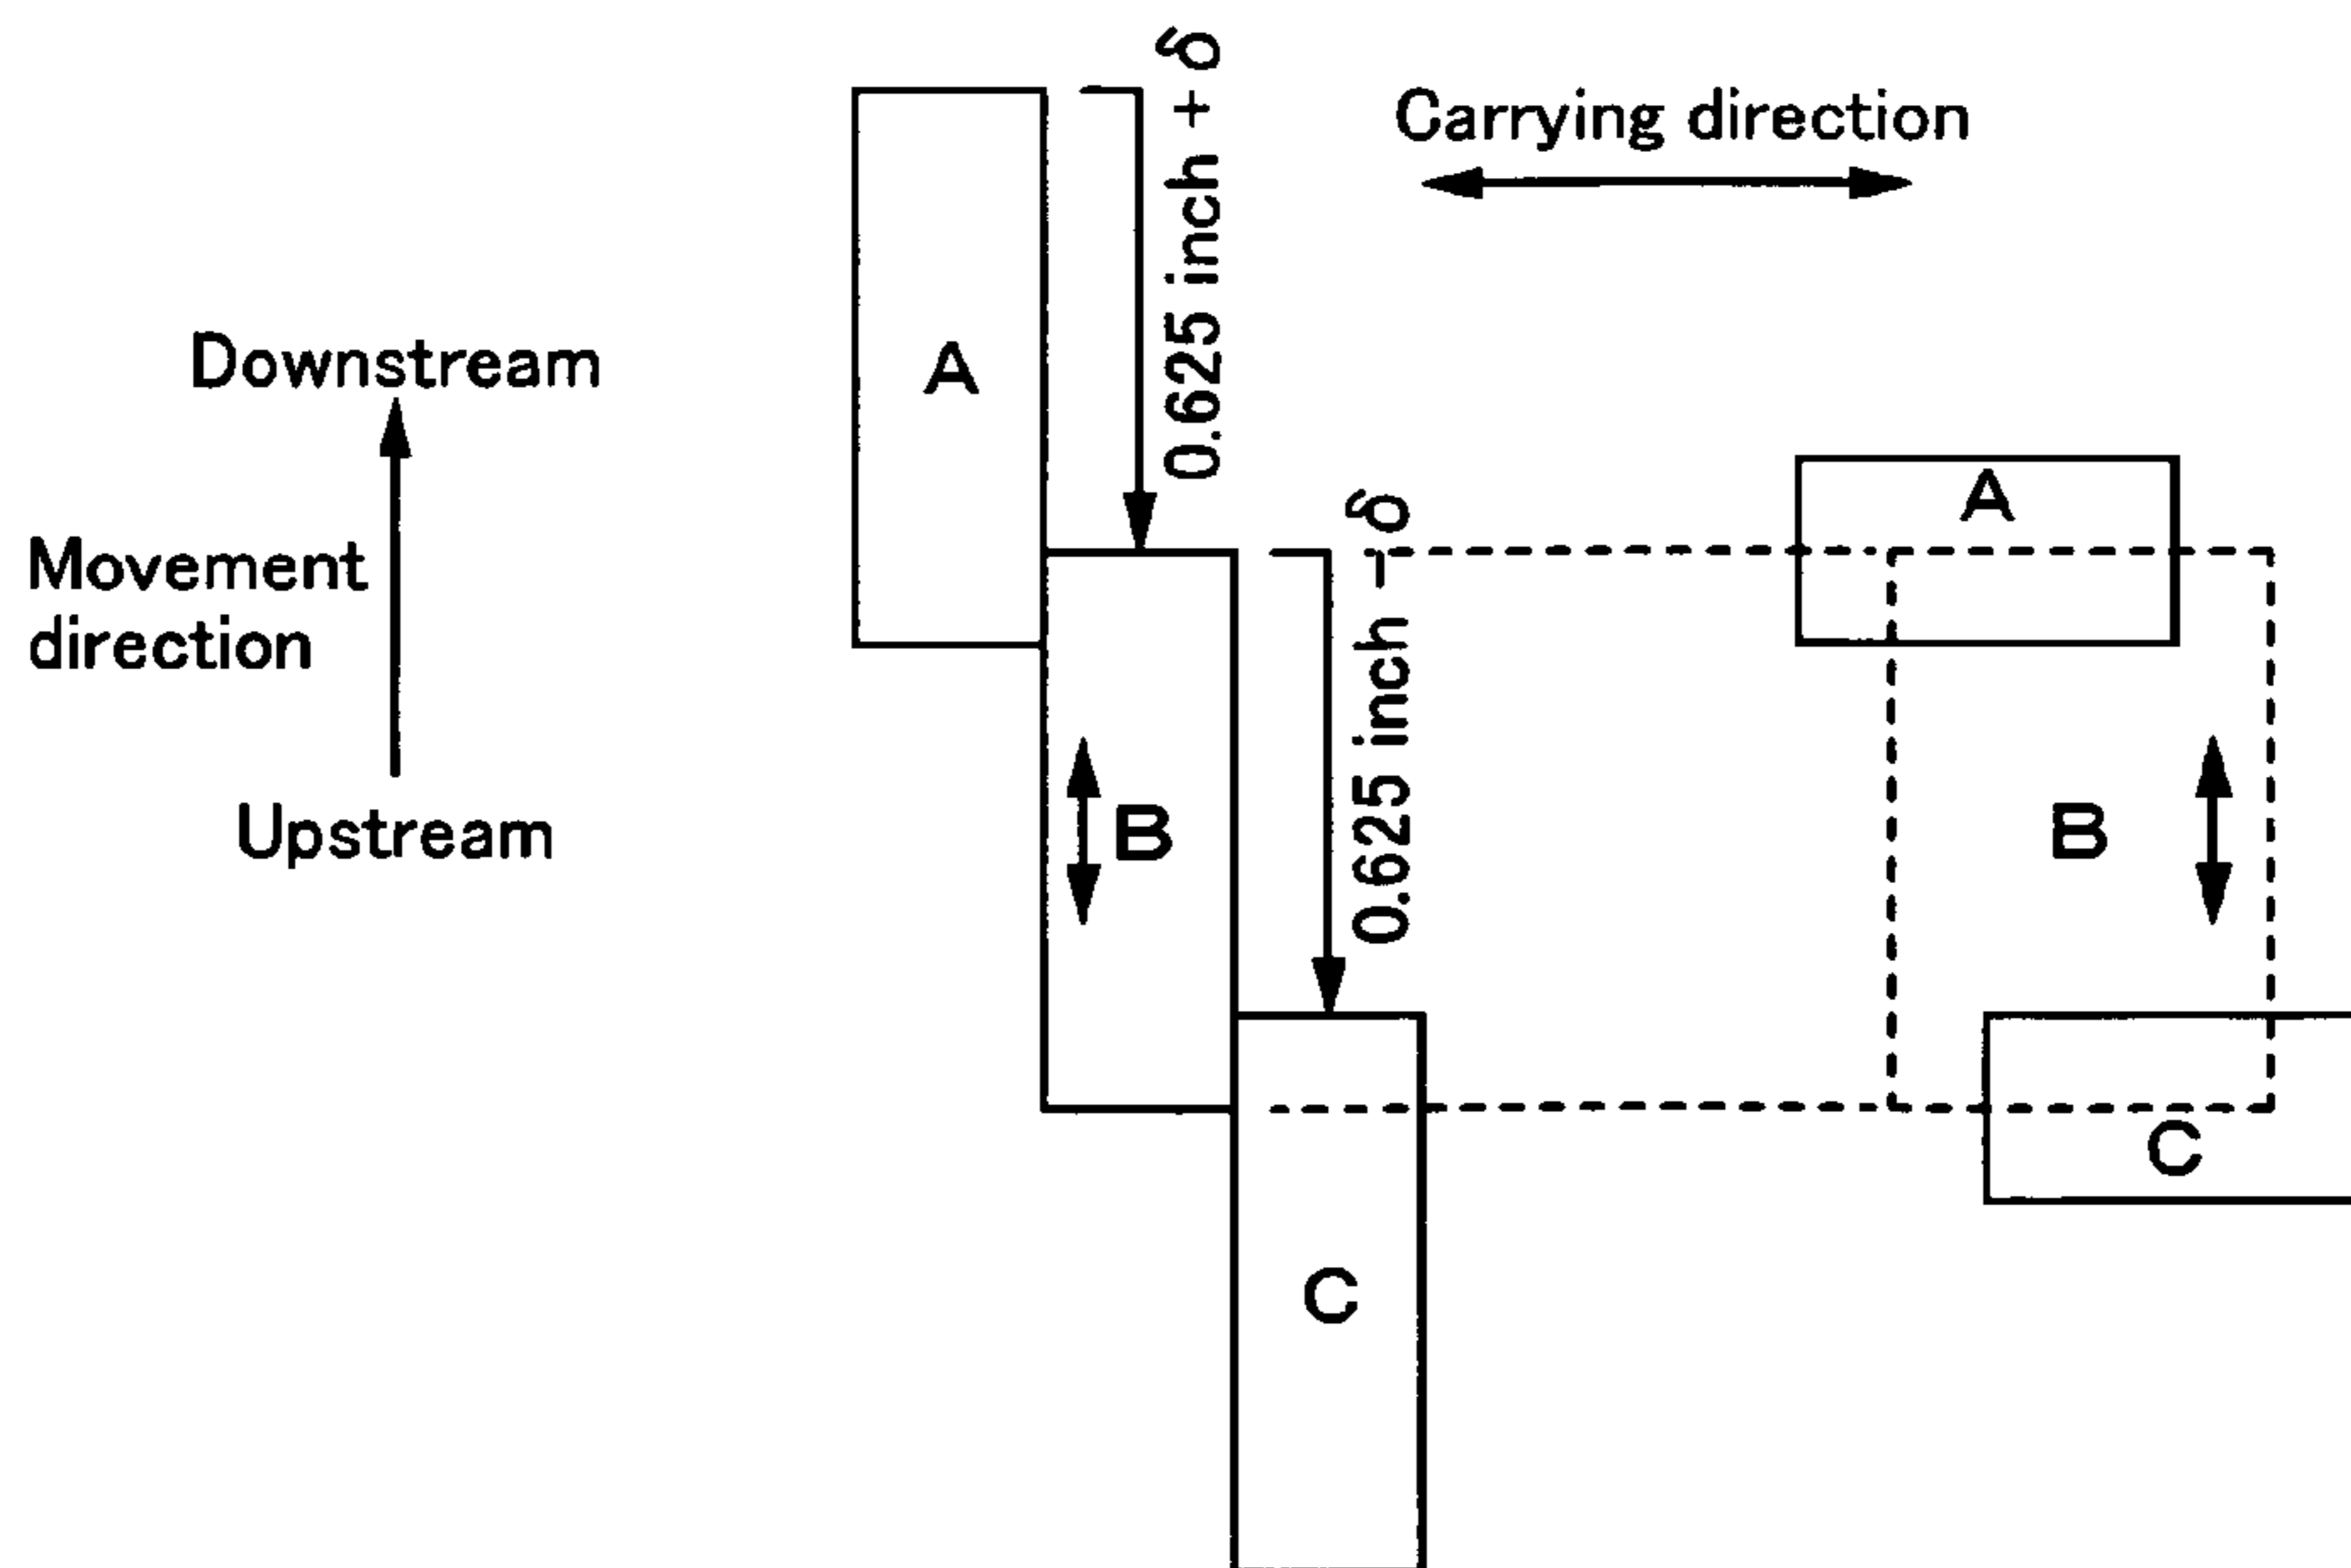 Carrying direction
0.625 inch + δ
A
Downstream
A
0.625 inch − δ
Movement
direction
B
B
Upstream
C
C